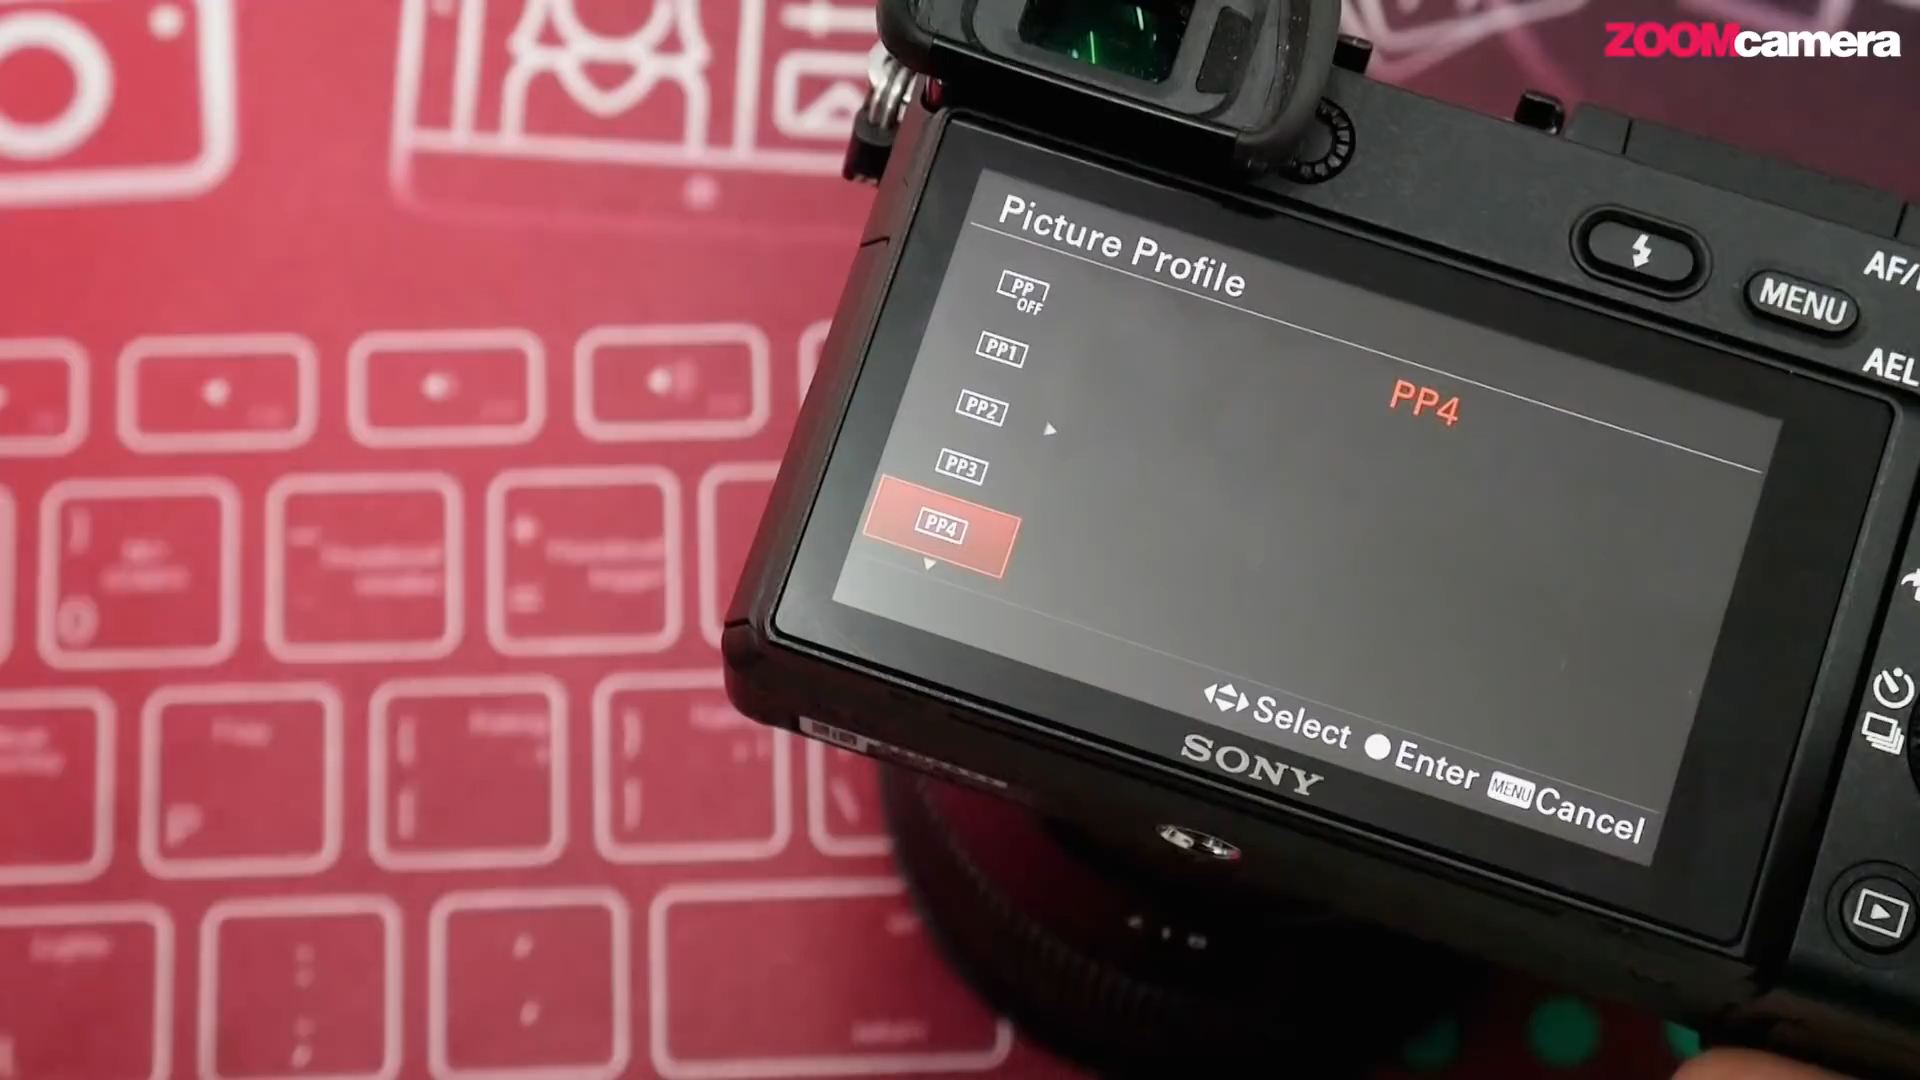 ZOOMcamera
Picture Profile
PP OFF
PP1
PP2
PP3
PP4
PP4
Select Enter MENU Cancel
SONY
MENU
AF/
AEL